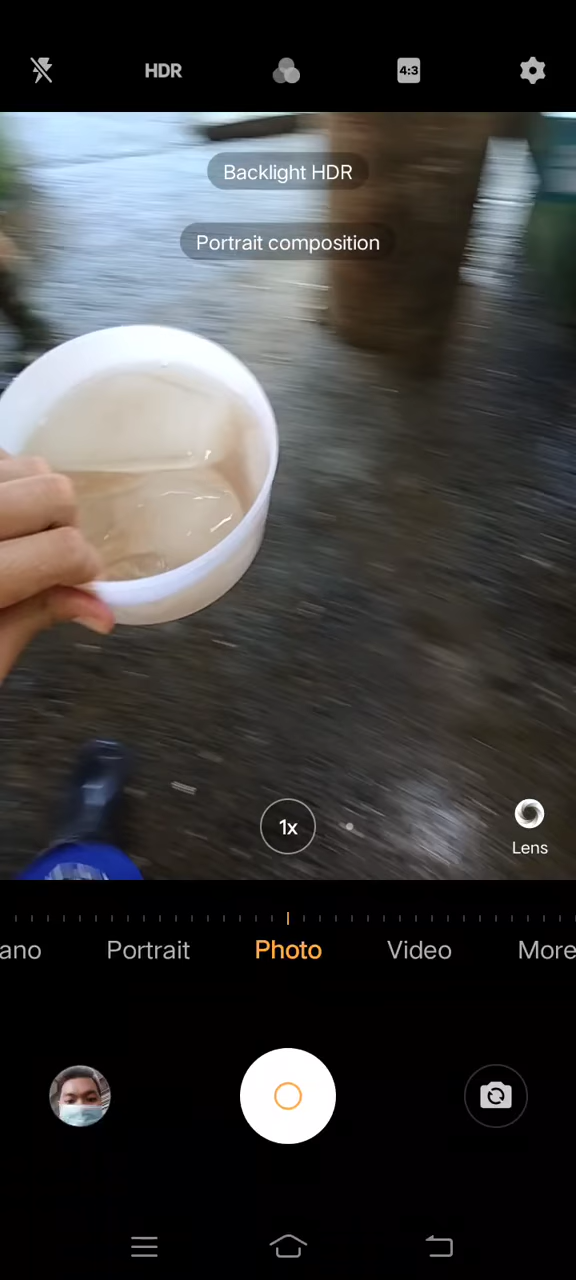 HDR
4:3
Backlight HDR
Portrait composition
1x
Lens
ano
Portrait
Photo
Video
More